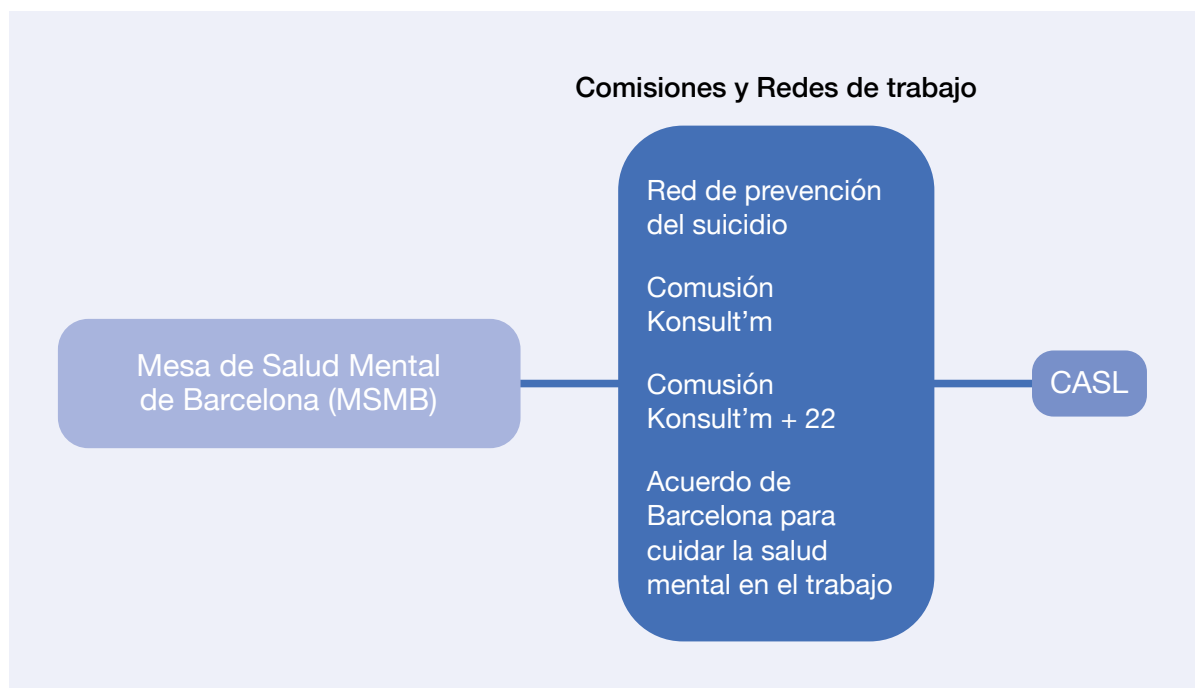 Comisiones y Redes de trabajo
Mesa de Salud Mental
de Barcelona (MSMB)
Red de prevención
del suicidio
Comusión
Konsult’m
Comusión
Konsult’m + 22
Acuerdo de
Barcelona para
cuidar la salud
mental en el trabajo
CASL